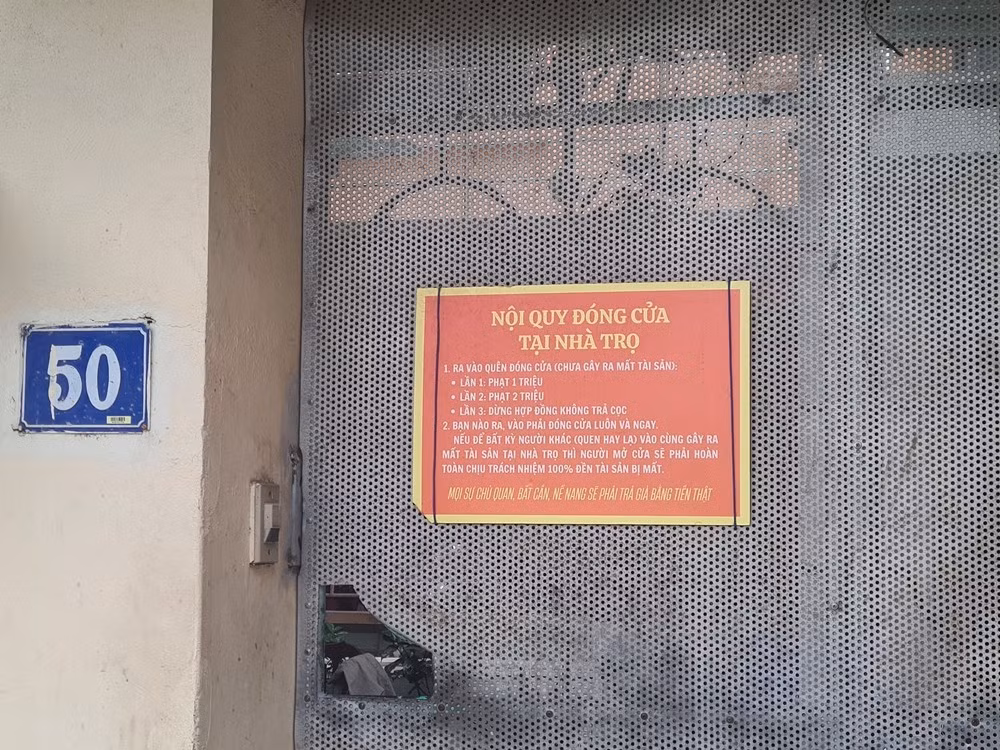 50
NỘI QUY ĐÓNG CỬA
TẠI NHÀ TRỌ
1. RA VÀO QUÊN ĐÓNG CỬA (CHƯA GÂY RA MẤT TÀI SẢN):
• LẦN 1: PHẠT 1 TRIỆU
• LẦN 2: PHẠT 2 TRIỆU
• LẦN 3: DỪNG HỢP ĐỒNG KHÔNG TRẢ CỌC
2. BẠN NÀO RA, VÀO PHẢI ĐÓNG CỬA LUÔN VÀ NGAY.
NẾU ĐỂ BẤT KỲ NGƯỜI KHÁC (QUEN HAY LẠ) VÀO CÙNG GÂY RA
MẤT TÀI SẢN TẠI NHÀ TRỌ THÌ NGƯỜI MỞ CỬA SẼ PHẢI HOÀN
TOÀN CHỊU TRÁCH NHIỆM 100% ĐỀN TÀI SẢN BỊ MẤT.
MỌI SỰ CHỦ QUAN, BẤT CẨN, NỂ NANG SẼ PHẢI TRẢ GIÁ BẰNG TIỀN THẬT